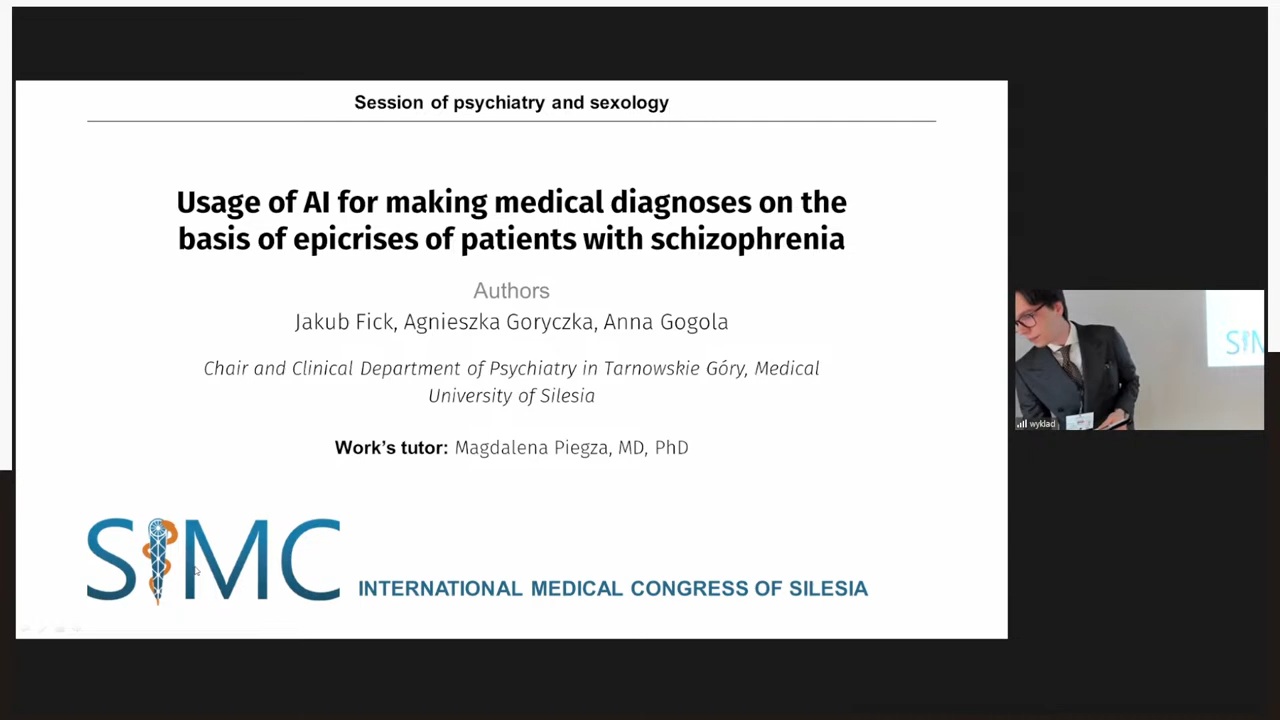 Session of psychiatry and sexology
Usage of AI for making medical diagnoses on the
basis of epicrises of patients with schizophrenia
Authors
Jakub Fick, Agnieszka Goryczka, Anna Gogola
Chair and Clinical Department of Psychiatry in Tarnowskie Góry, Medical
University of Silesia
Work's tutor: Magdalena Piegza, MD, PhD
SIMC
INTERNATIONAL MEDICAL CONGRESS OF SILESIA
SIM
wykład